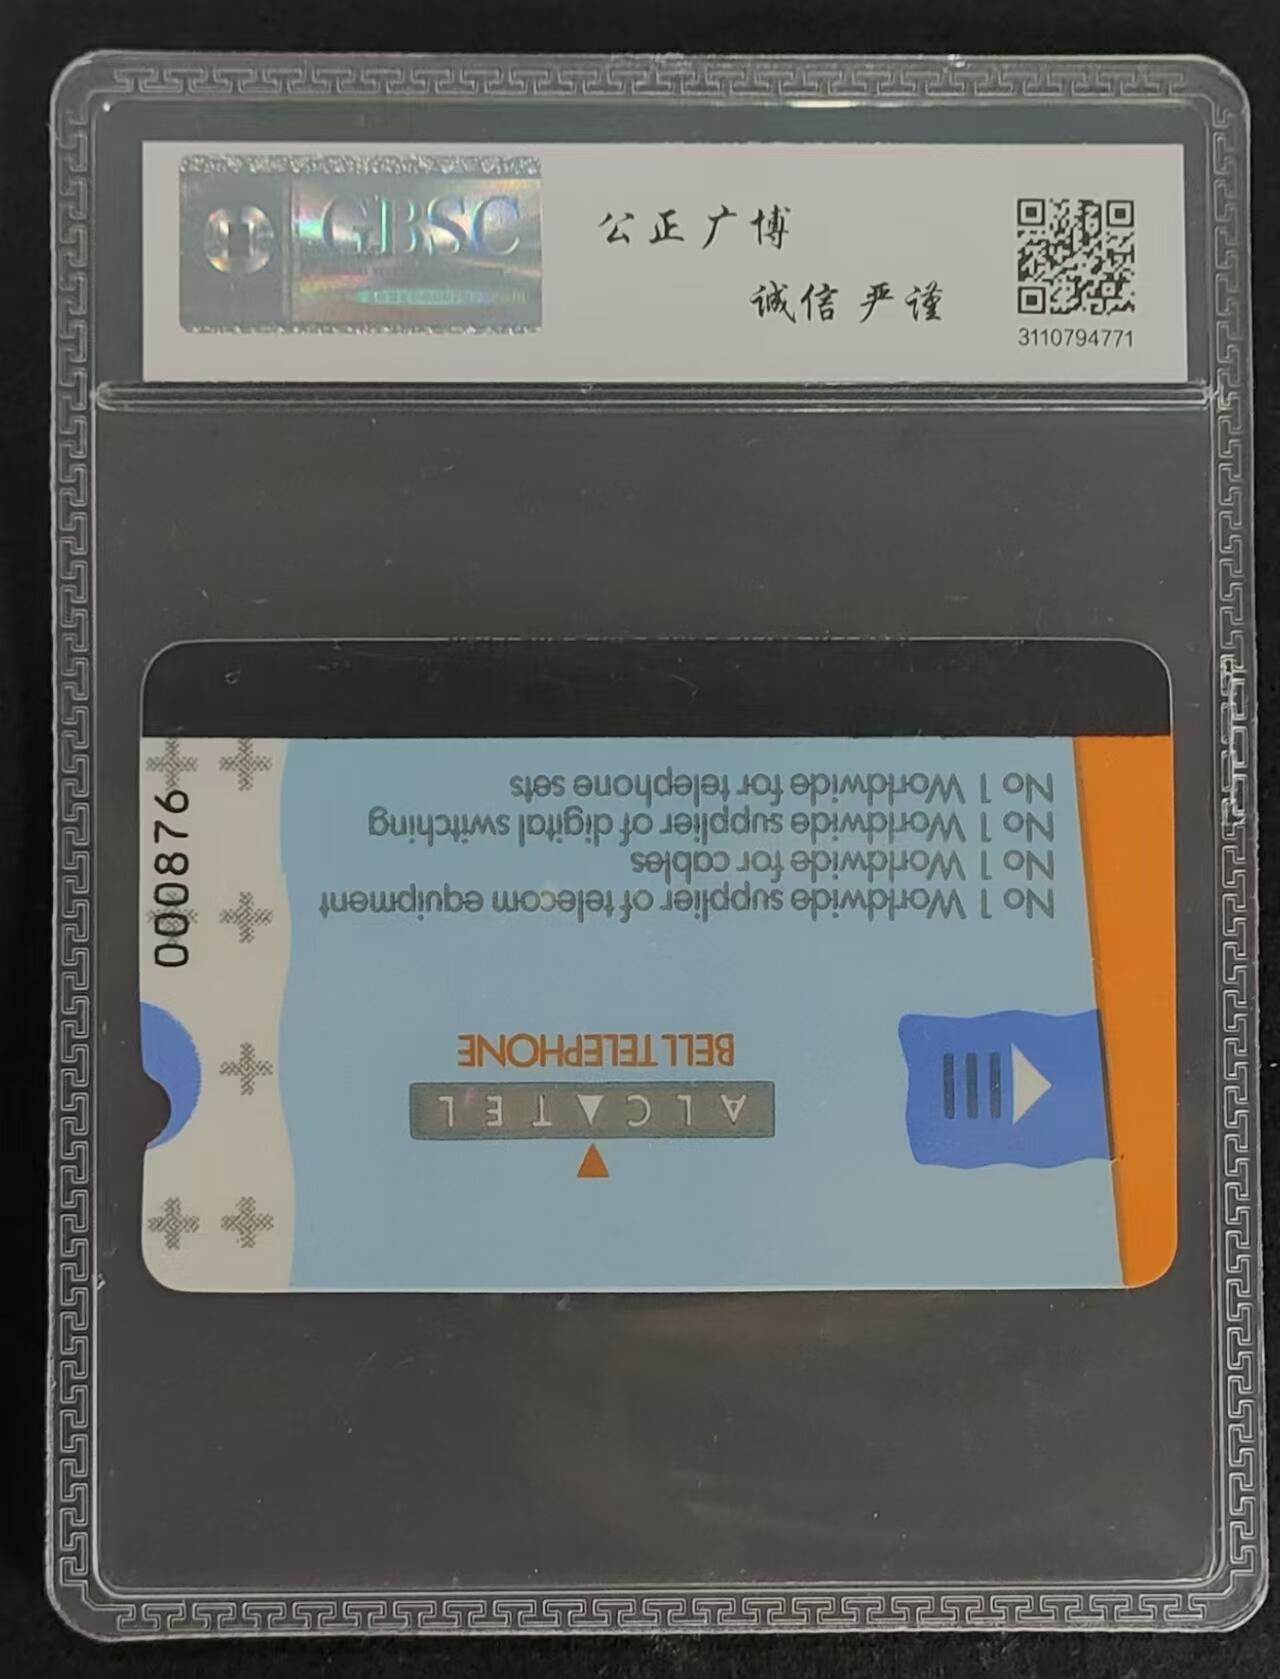 GBSC
公正广博
诚信严谨
3110794771
000876
ALCATEL
BELL TELEPHONE
No 1 Worldwide supplier of telecom equipment
No 1 Worldwide for cables
No 1 Worldwide supplier of digital switching
No 1 Worldwide for telephone sets